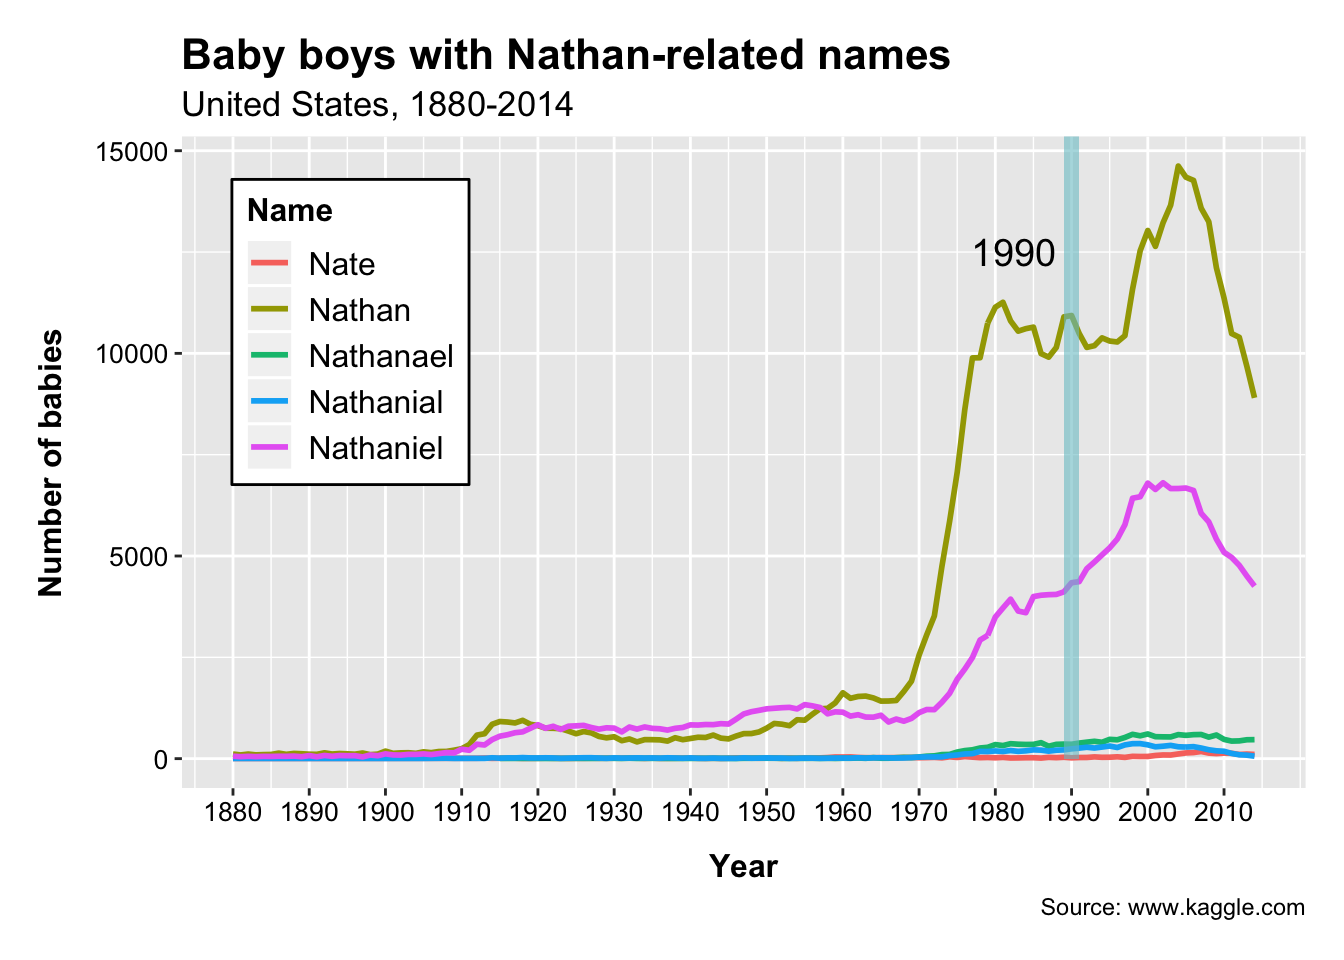 Baby boys with Nathan-related names
United States, 1880-2014
15000
10000
5000
0
Number of babies
Name
Nate
Nathan
Nathanael
Nathanial
Nathaniel
1990
1880 1890 1900 1910 1920 1930 1940 1950 1960 1970 1980 1990 2000 2010
Year
Source: www.kaggle.com